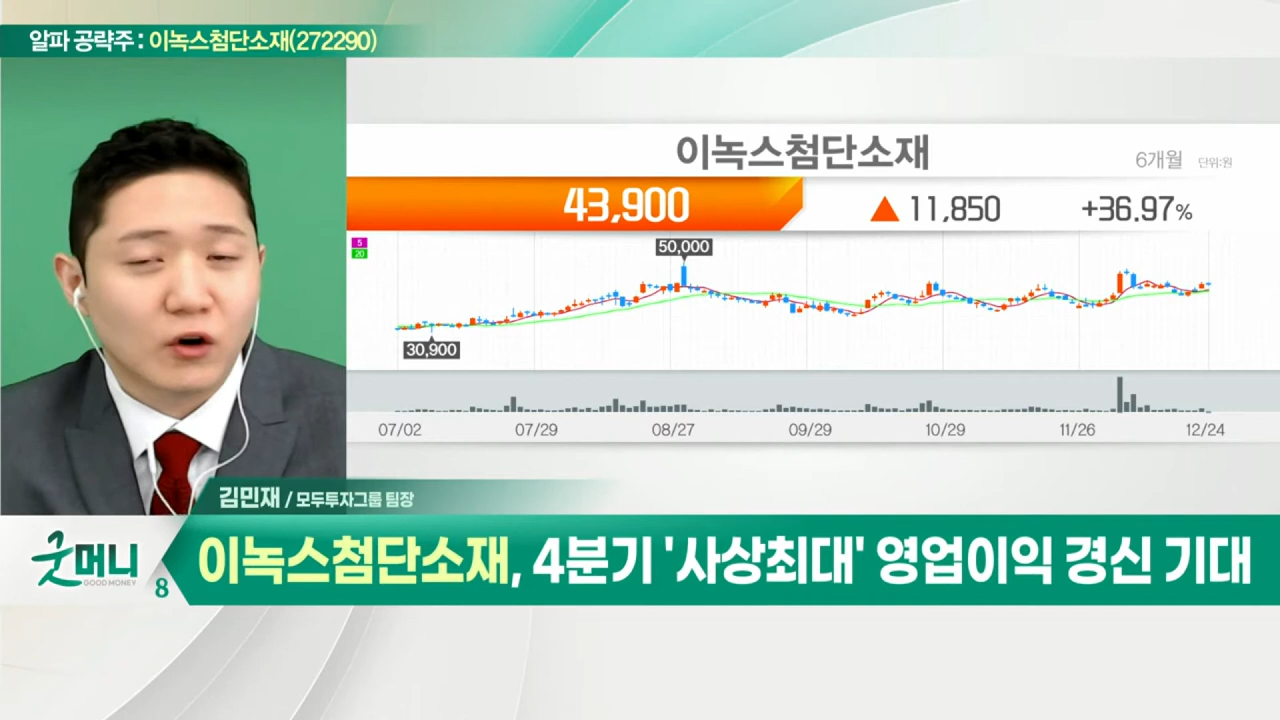 알파 공략주 : 이녹스첨단소재(272290)
이녹스첨단소재
6개월 단위:원
43,900 ▲ 11,850 +36.97%
5
20
50,000
30,900
07/02 07/29 08/27 09/29 10/29 11/26 12/24
김민재 / 모두투자그룹 팀장
굿머니
GOOD MONEY
8
이녹스첨단소재, 4분기 '사상최대' 영업이익 경신 기대